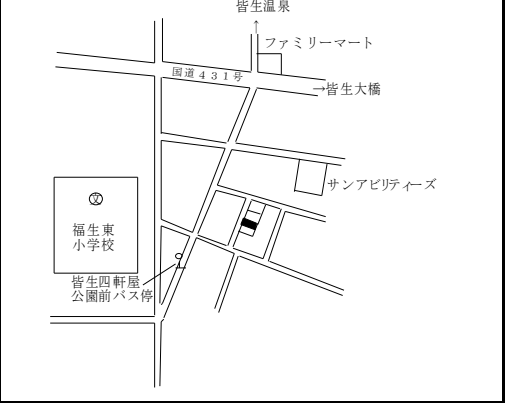 皆生温泉
↑
ファミリーマート
国道431号
→皆生大橋
サンアビリティーズ
文
福生東
小学校
皆生四軒屋
公園前バス停